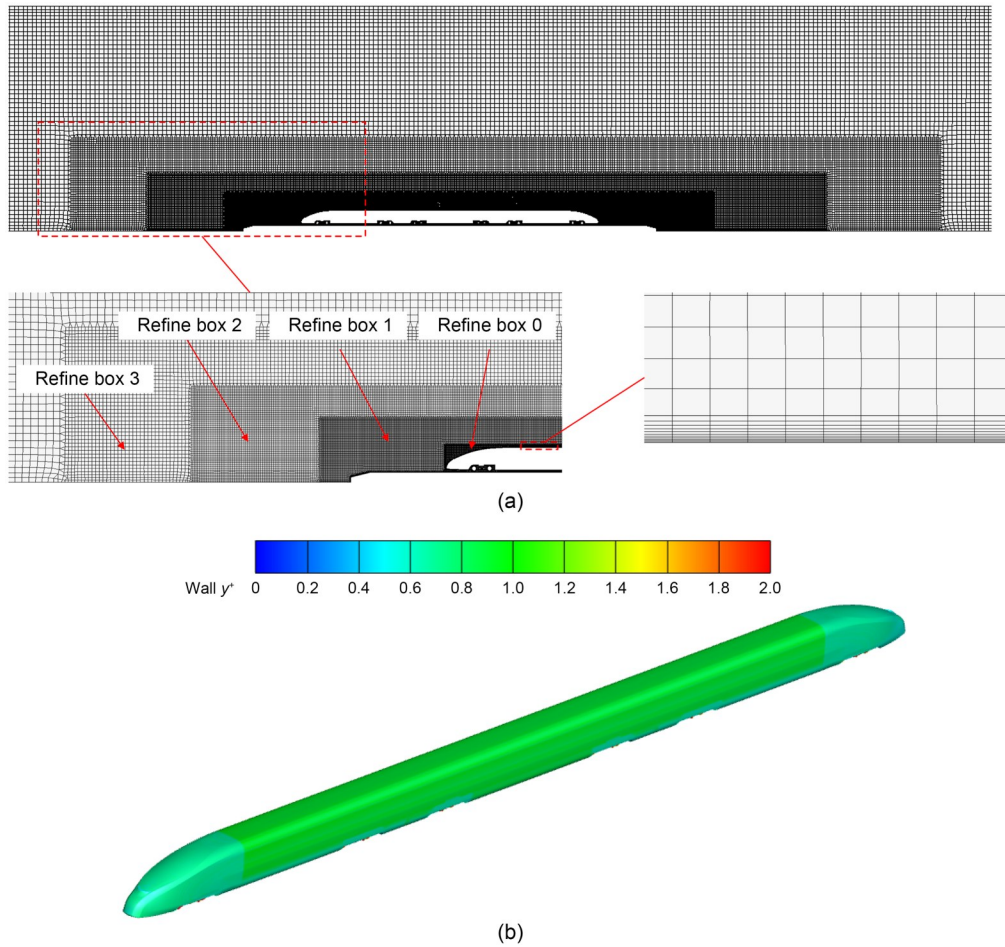 Refine box 2 Refine box 1 Refine box 0
Refine box 3
(a)
Wall y⁺ 0 0.2 0.4 0.6 0.8 1.0 1.2 1.4 1.6 1.8 2.0
(b)